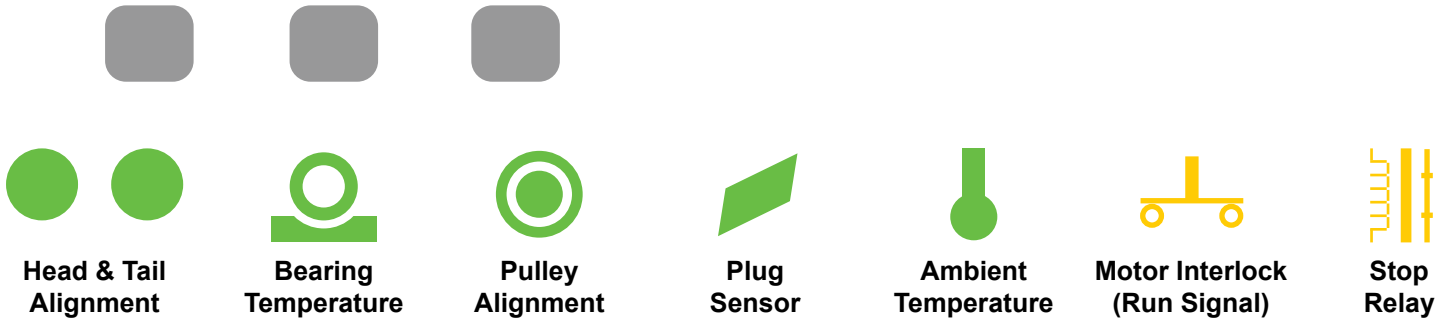 Head & Tail
Alignment
Bearing
Temperature
Pulley
Alignment
Plug
Sensor
Ambient
Temperature
Motor Interlock
(Run Signal)
Stop
Relay